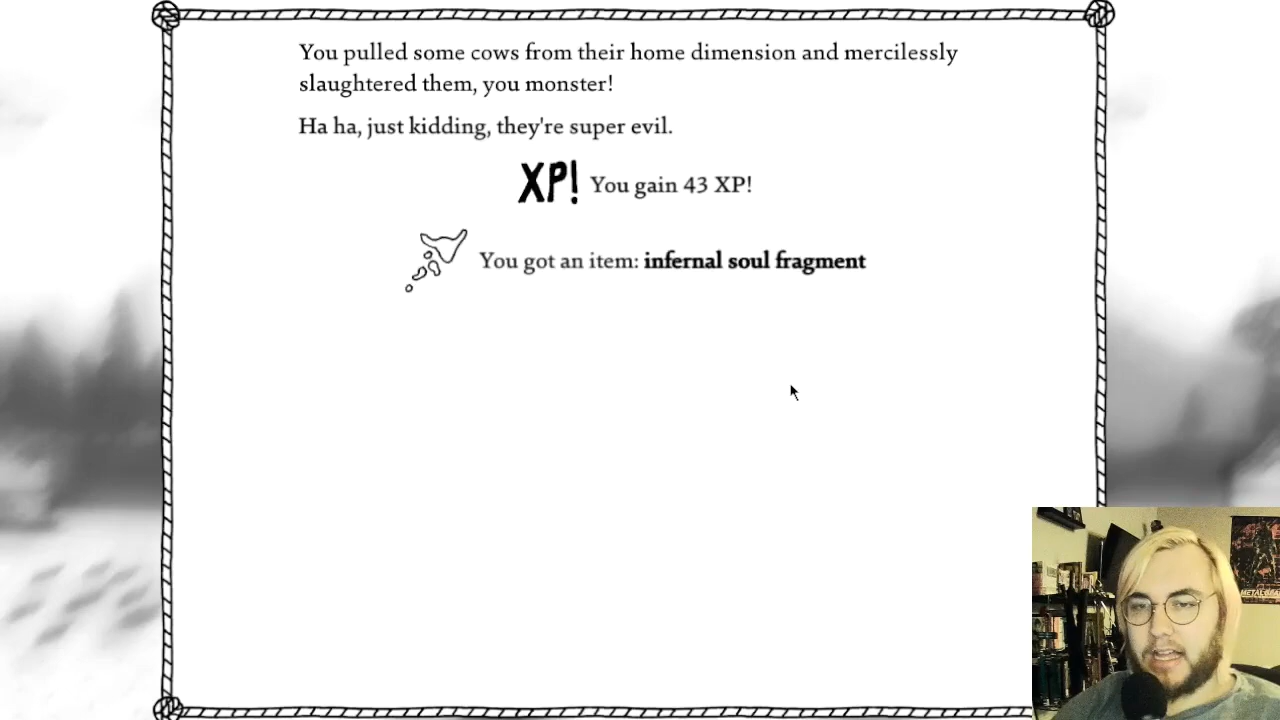 You pulled some cows from their home dimension and mercilessly
slaughtered them, you monster!
Ha ha, just kidding, they're super evil.
XP! You gain 43 XP!
You got an item: infernal soul fragment
METALGEA